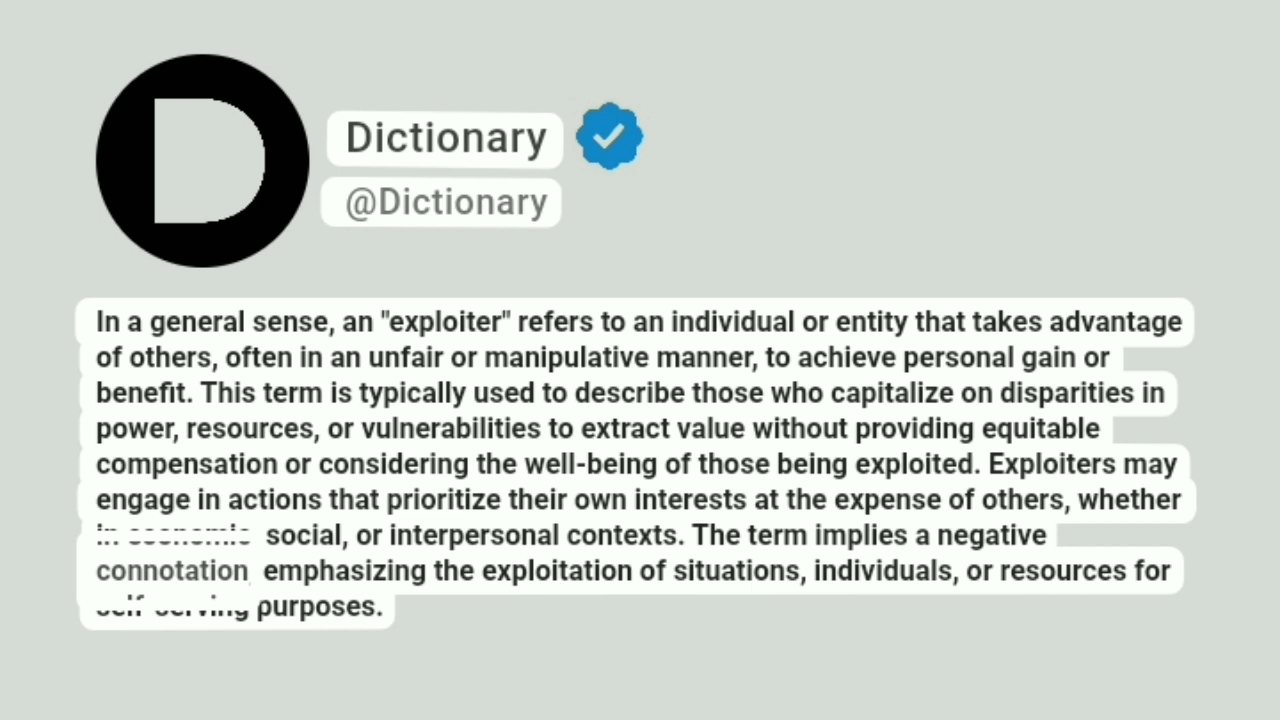 D
Dictionary
@Dictionary
In a general sense, an "exploiter" refers to an individual or entity that takes advantage
of others, often in an unfair or manipulative manner, to achieve personal gain or
benefit. This term is typically used to describe those who capitalize on disparities in
power, resources, or vulnerabilities to extract value without providing equitable
compensation or considering the well-being of those being exploited. Exploiters may
engage in actions that prioritize their own interests at the expense of others, whether
in economic social, or interpersonal contexts. The term implies a negative
connotation, emphasizing the exploitation of situations, individuals, or resources for
self-serving purposes.